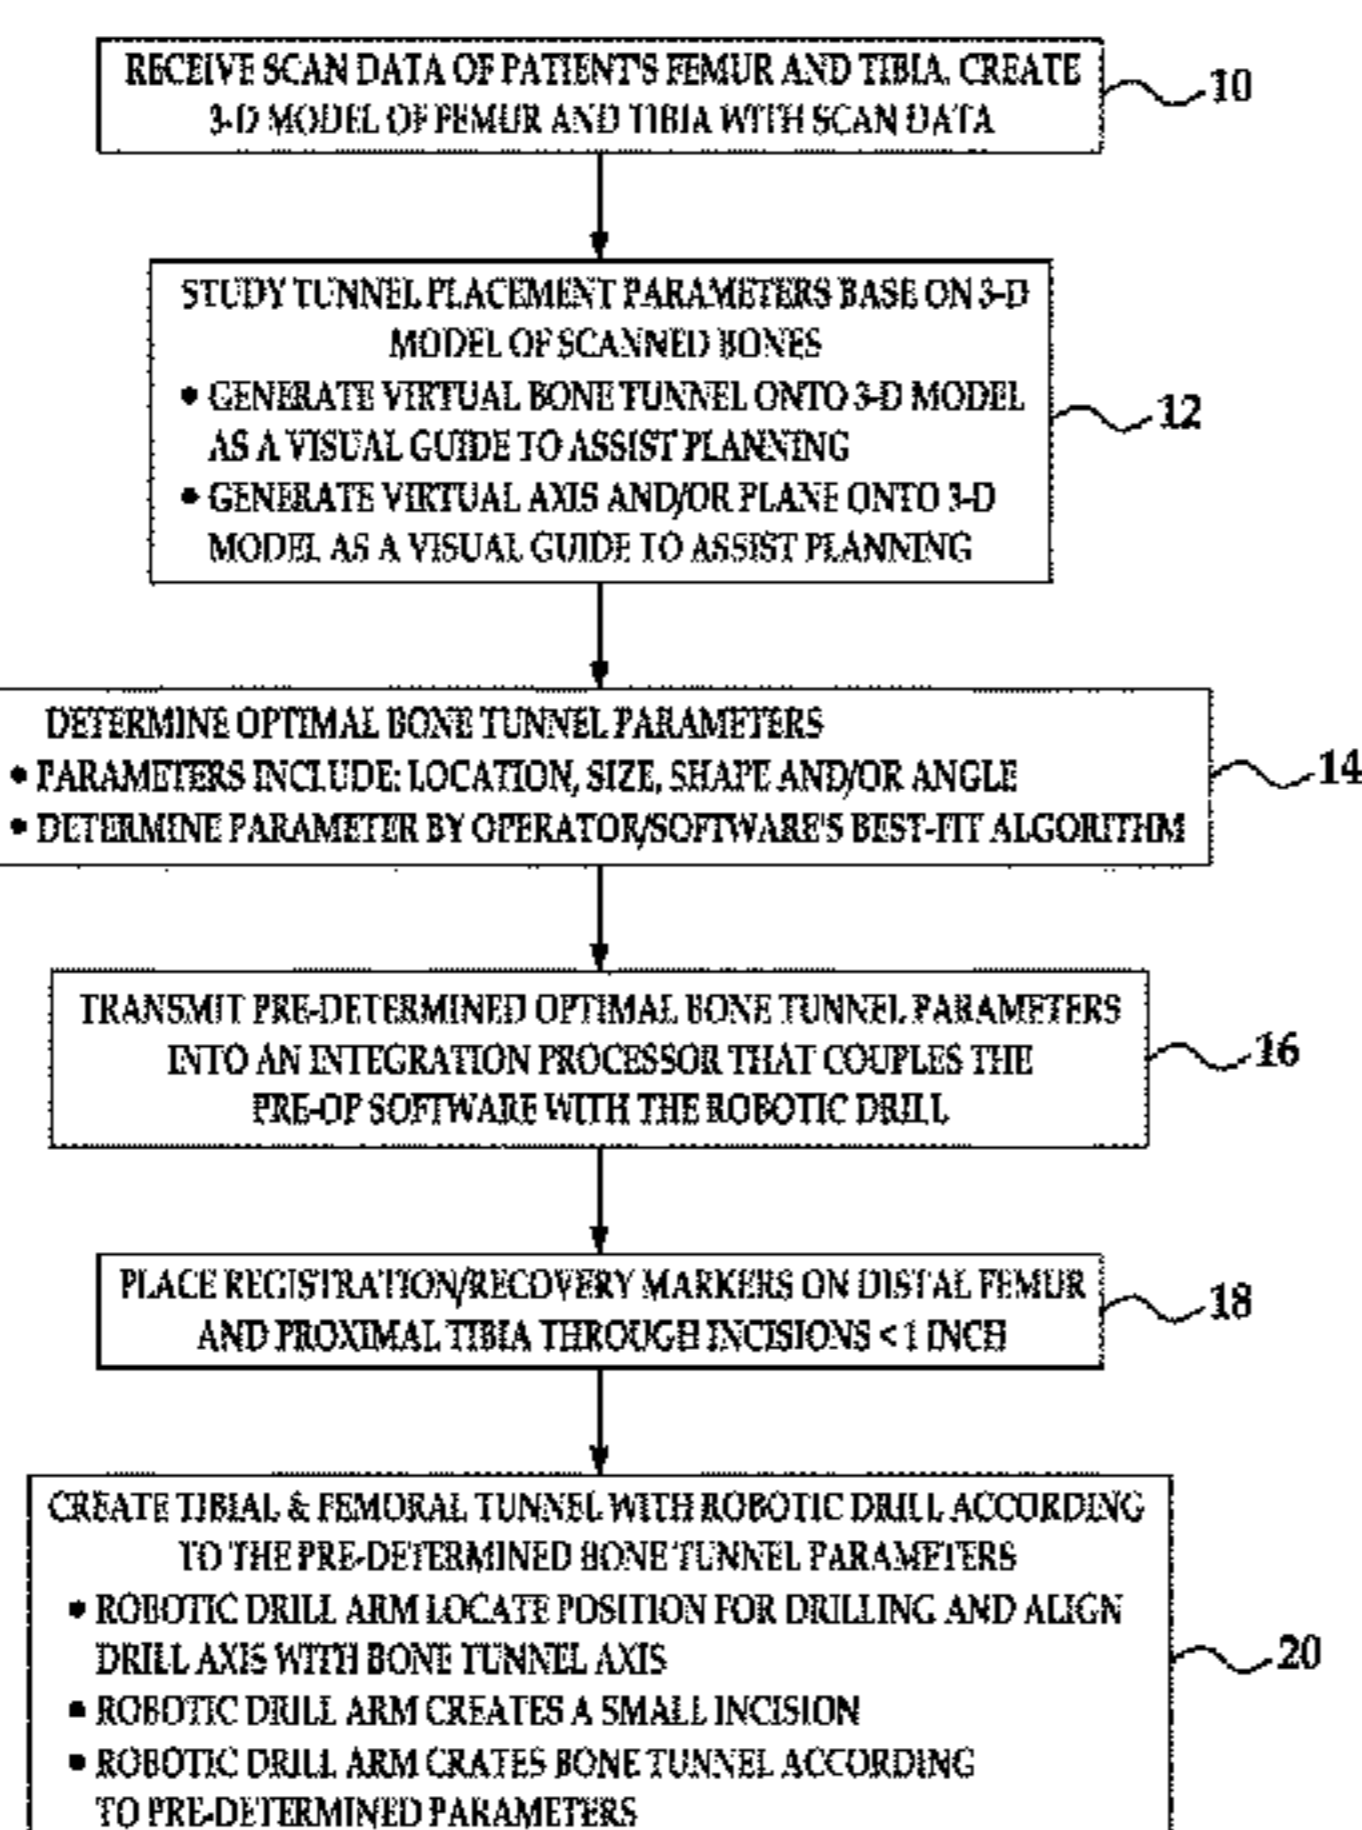 RECEIVE SCAN DATA OF PATIENT'S FEMUR AND TIBIA. CREATE
3-D MODEL OF FEMUR AND TIBIA WITH SCAN DATA
10
STUDY TUNNEL PLACEMENT PARAMETERS BASE ON 3-D
MODEL OF SCANNED BONES
• GENERATE VIRTUAL BONE TUNNEL ONTO 3-D MODEL
AS A VISUAL GUIDE TO ASSIST PLANNING
• GENERATE VIRTUAL AXIS AND/OR PLANE ONTO 3-D
MODEL AS A VISUAL GUIDE TO ASSIST PLANNING
12
DETERMINE OPTIMAL BONE TUNNEL PARAMETERS
• PARAMETERS INCLUDE: LOCATION, SIZE, SHAPE AND/OR ANGLE
• DETERMINE PARAMETER BY OPERATOR/SOFTWARE'S BEST-FIT ALGORITHM
14
TRANSMIT PRE-DETERMINED OPTIMAL BONE TUNNEL PARAMETERS
INTO AN INTEGRATION PROCESSOR THAT COUPLES THE
PRE-OP SOFTWARE WITH THE ROBOTIC DRILL
16
PLACE REGISTRATION/RECOVERY MARKERS ON DISTAL FEMUR
AND PROXIMAL TIBIA THROUGH INCISIONS < 1 INCH
18
CREATE TIBIAL & FEMORAL TUNNEL WITH ROBOTIC DRILL ACCORDING
TO THE PRE-DETERMINED BONE TUNNEL PARAMETERS
• ROBOTIC DRILL ARM LOCATE POSITION FOR DRILLING AND ALIGN
DRILL AXIS WITH BONE TUNNEL AXIS
• ROBOTIC DRILL ARM CREATES A SMALL INCISION
• ROBOTIC DRILL ARM CRATES BONE TUNNEL ACCORDING
TO PRE-DETERMINED PARAMETERS
20